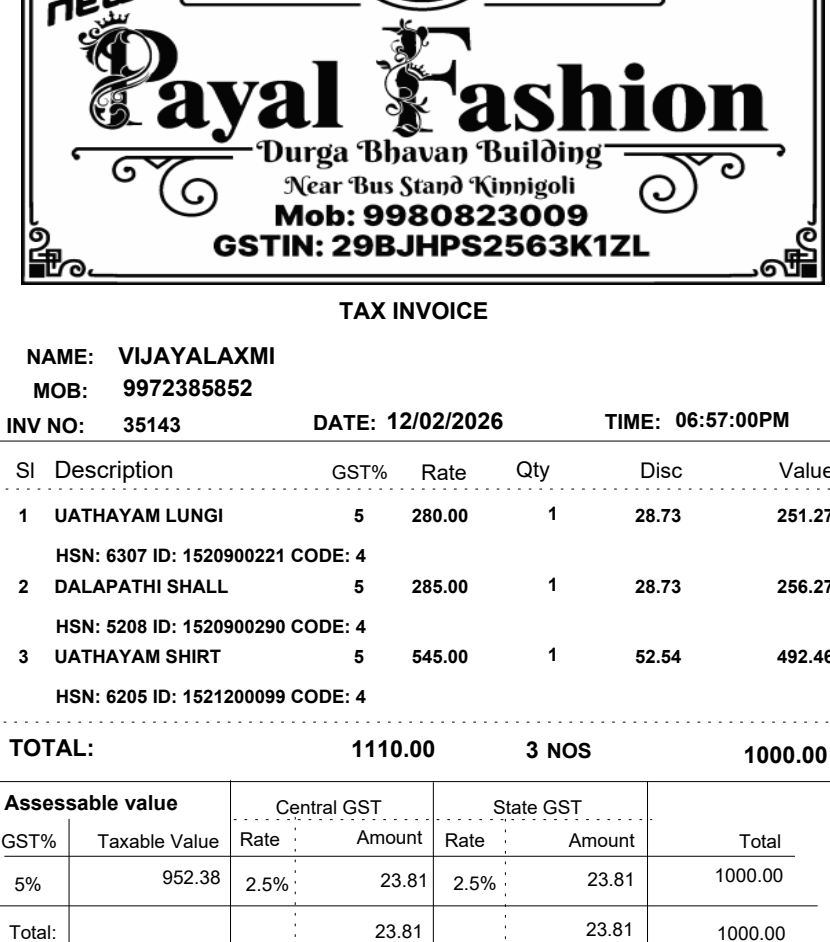 new
Payal Fashion
Durga Bhavan Building
Near Bus Stand Kinnigoli
Mob: 9980823009
GSTIN: 29BJHPS2563K1ZL
TAX INVOICE
NAME: VIJAYALAXMI
MOB: 9972385852
INV NO: 35143 DATE: 12/02/2026 TIME: 06:57:00PM
Sl Description GST% Rate Qty Disc Value
1 UATHAYAM LUNGI 5 280.00 1 28.73 251.27
HSN: 6307 ID: 1520900221 CODE: 4
2 DALAPATHI SHALL 5 285.00 1 28.73 256.27
HSN: 5208 ID: 1520900290 CODE: 4
3 UATHAYAM SHIRT 5 545.00 1 52.54 492.46
HSN: 6205 ID: 1521200099 CODE: 4
TOTAL: 1110.00 3 NOS 1000.00
Assessable value Central GST State GST
GST% Taxable Value Rate Amount Rate Amount Total
5% 952.38 2.5% 23.81 2.5% 23.81 1000.00
Total: 23.81 23.81 1000.00